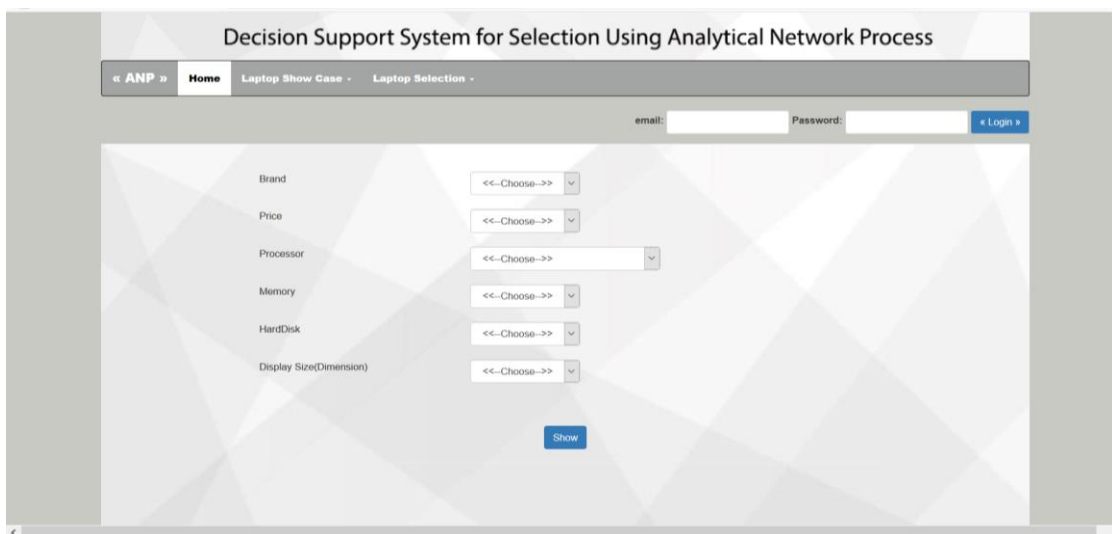 Decision Support System for Selection Using Analytical Network Process
« ANP » Home Laptop Show Case - Laptop Selection -
email: Password: « Login »
Brand <<--Choose-->>
Price <<--Choose-->>
Processor <<--Choose-->>
Memory <<--Choose-->>
HardDisk <<--Choose-->>
Display Size(Dimension) <<--Choose-->>
Show